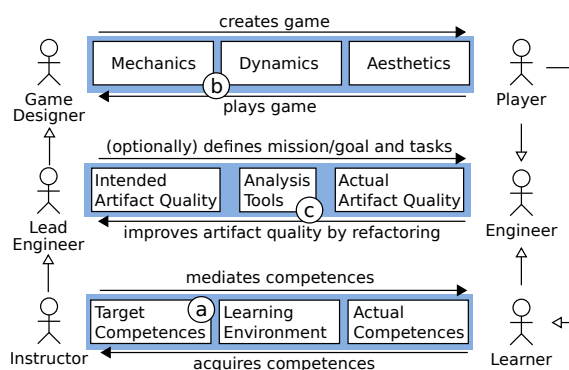 creates game
Mechanics
Dynamics
Aesthetics
b
Game
Designer
plays game
Player
(optionally) defines mission/goal and tasks
Intended
Artifact Quality
Analysis
Tools
Actual
Artifact Quality
c
Lead
Engineer
improves artifact quality by refactoring
Engineer
mediates competences
Target
Competences
a
Learning
Environment
Actual
Competences
Instructor
acquires competences
Learner